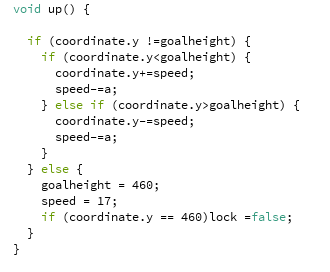 void up() {
if (coordinate.y !=goalheight) {
if (coordinate.y<goalheight) {
coordinate.y+=speed;
speed-=a;
} else if (coordinate.y>goalheight) {
coordinate.y-=speed;
speed-=a;
}
} else {
goalheight = 460;
speed = 17;
if (coordinate.y == 460)lock =false;
}
}